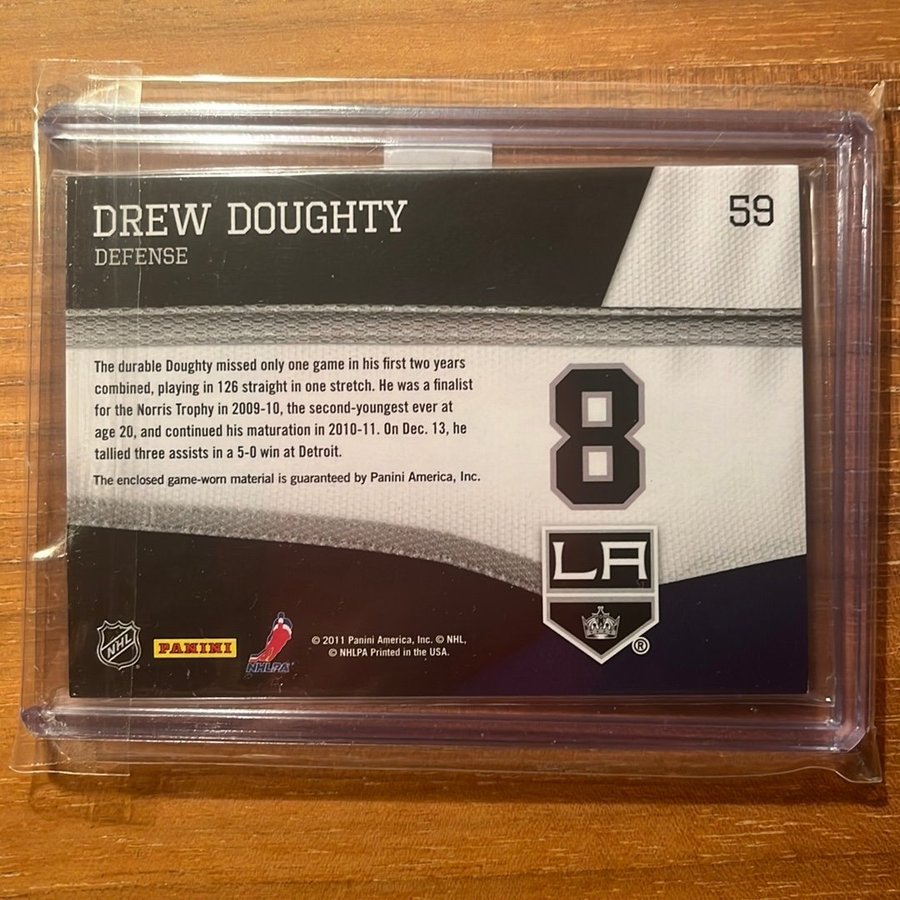 DREW DOUGHTY
59
DEFENSE
The durable Doughty missed only one game in his first two years
combined, playing in 126 straight in one stretch. He was a finalist
for the Norris Trophy in 2009-10, the second-youngest ever at
age 20, and continued his maturation in 2010-11. On Dec. 13, he
tallied three assists in a 5-0 win at Detroit.
The enclosed game-worn material is guaranteed by Panini America, Inc.
8
LA
®
NHL
PANINI
NHLPA
© 2011 Panini America, Inc. © NHL,
© NHLPA Printed in the USA.